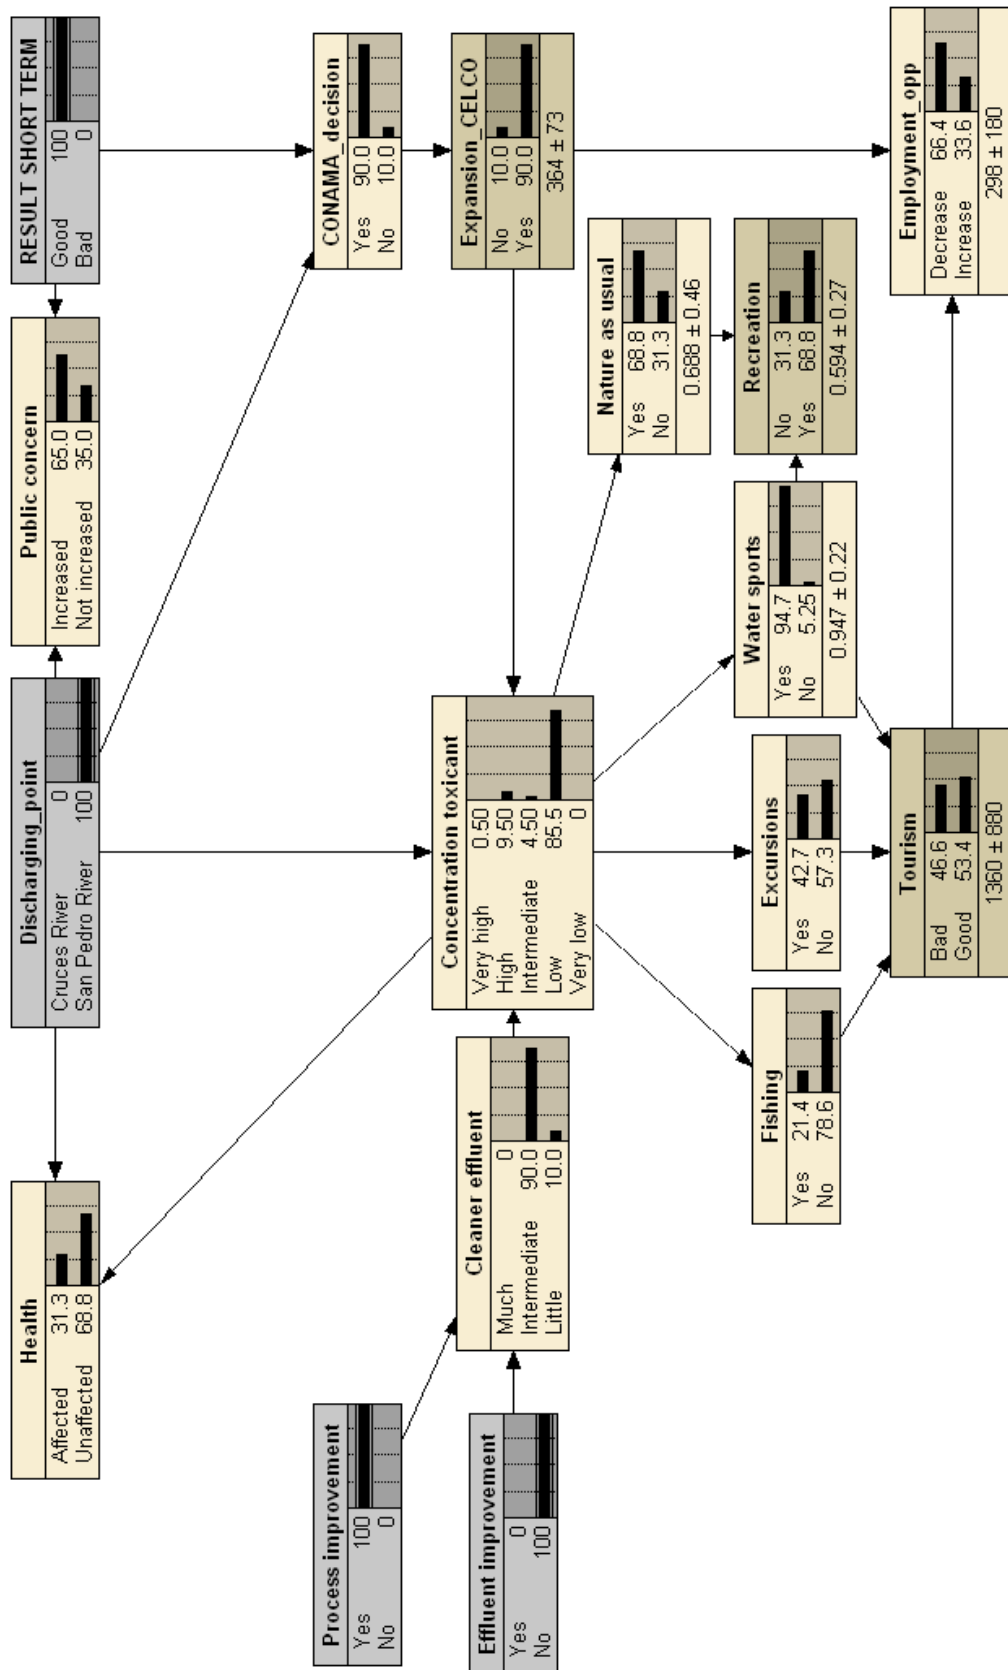 Health
Affected 31.3
Unaffected 68.8
Discharging_point
Cruces River 0
San Pedro River 100
Public concern
Increased 65.0
Not increased 35.0
RESULT SHORT TERM
Good 100
Bad 0
Process improvement
Yes 100
No 0
CONAMA_decision
Yes 90.0
No 10.0
Effluent improvement
Yes 0
No 100
Cleaner effluent
Much 0
Intermediate 90.0
Little 10.0
Concentration toxicant
Very high 0.50
High 9.50
Intermediate 4.50
Low 85.5
Very low 0
Expansion_CELCO
No 10.0
Yes 90.0
364 ± 73
Nature as usual
Yes 68.8
No 31.3
0.688 ± 0.46
Fishing
Yes 21.4
No 78.6
Excursions
Yes 42.7
No 57.3
Water sports
Yes 94.7
No 5.25
0.947 ± 0.22
Recreation
No 31.3
Yes 68.8
0.594 ± 0.27
Tourism
Bad 46.6
Good 53.4
1360 ± 880
Employment_opp
Decrease 66.4
Increase 33.6
298 ± 180